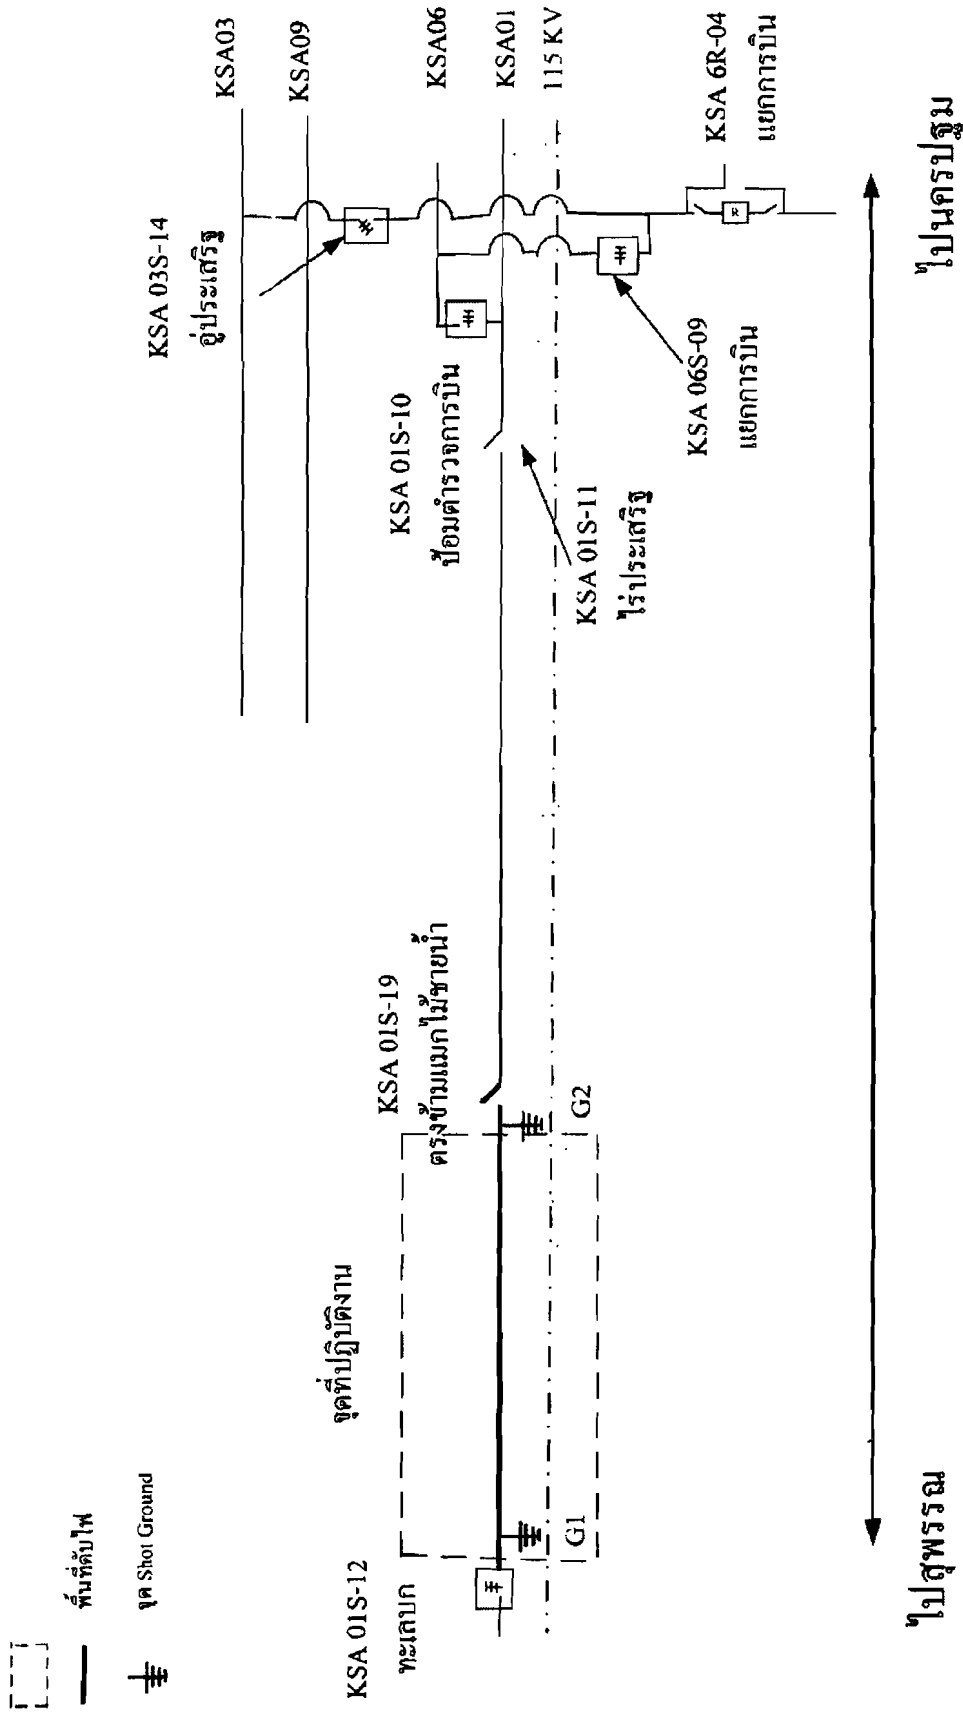 KSA03
KSA09
KSA06
KSA01
115 KV
KSA 03S-14
อู่ประเสริฐ
KSA 6R-04
แยกการบิน
R
KSA 01S-10
ป้อมตำรวจการบิน
KSA 06S-09
แยกการบิน
KSA 01S-11
ไร่ประเสริฐ
KSA 01S-19
ตรงข้ามแมกไม้ชายน้ำ
G2
จุดที่ปฏิบัติงาน
G1
KSA 01S-12
ทะเลบก
พื้นที่ดับไฟ
จุด Shot Ground
ไปนครปฐม
ไปสุพรรณ